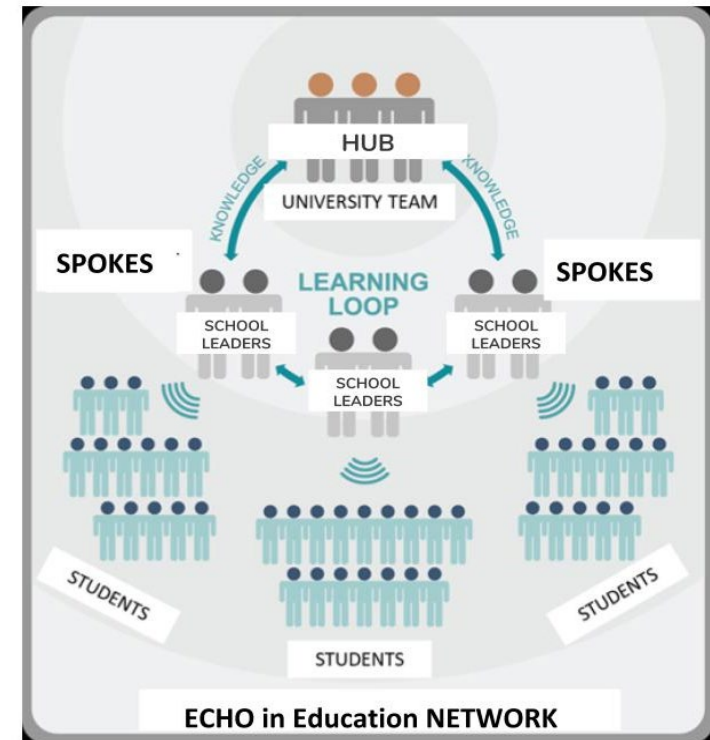 HUB
KNOWLEDGE
KNOWLEDGE
UNIVERSITY TEAM
SPOKES
SPOKES
LEARNING
LOOP
SCHOOL
LEADERS
SCHOOL
LEADERS
SCHOOL
LEADERS
STUDENTS
STUDENTS
STUDENTS
ECHO in Education NETWORK